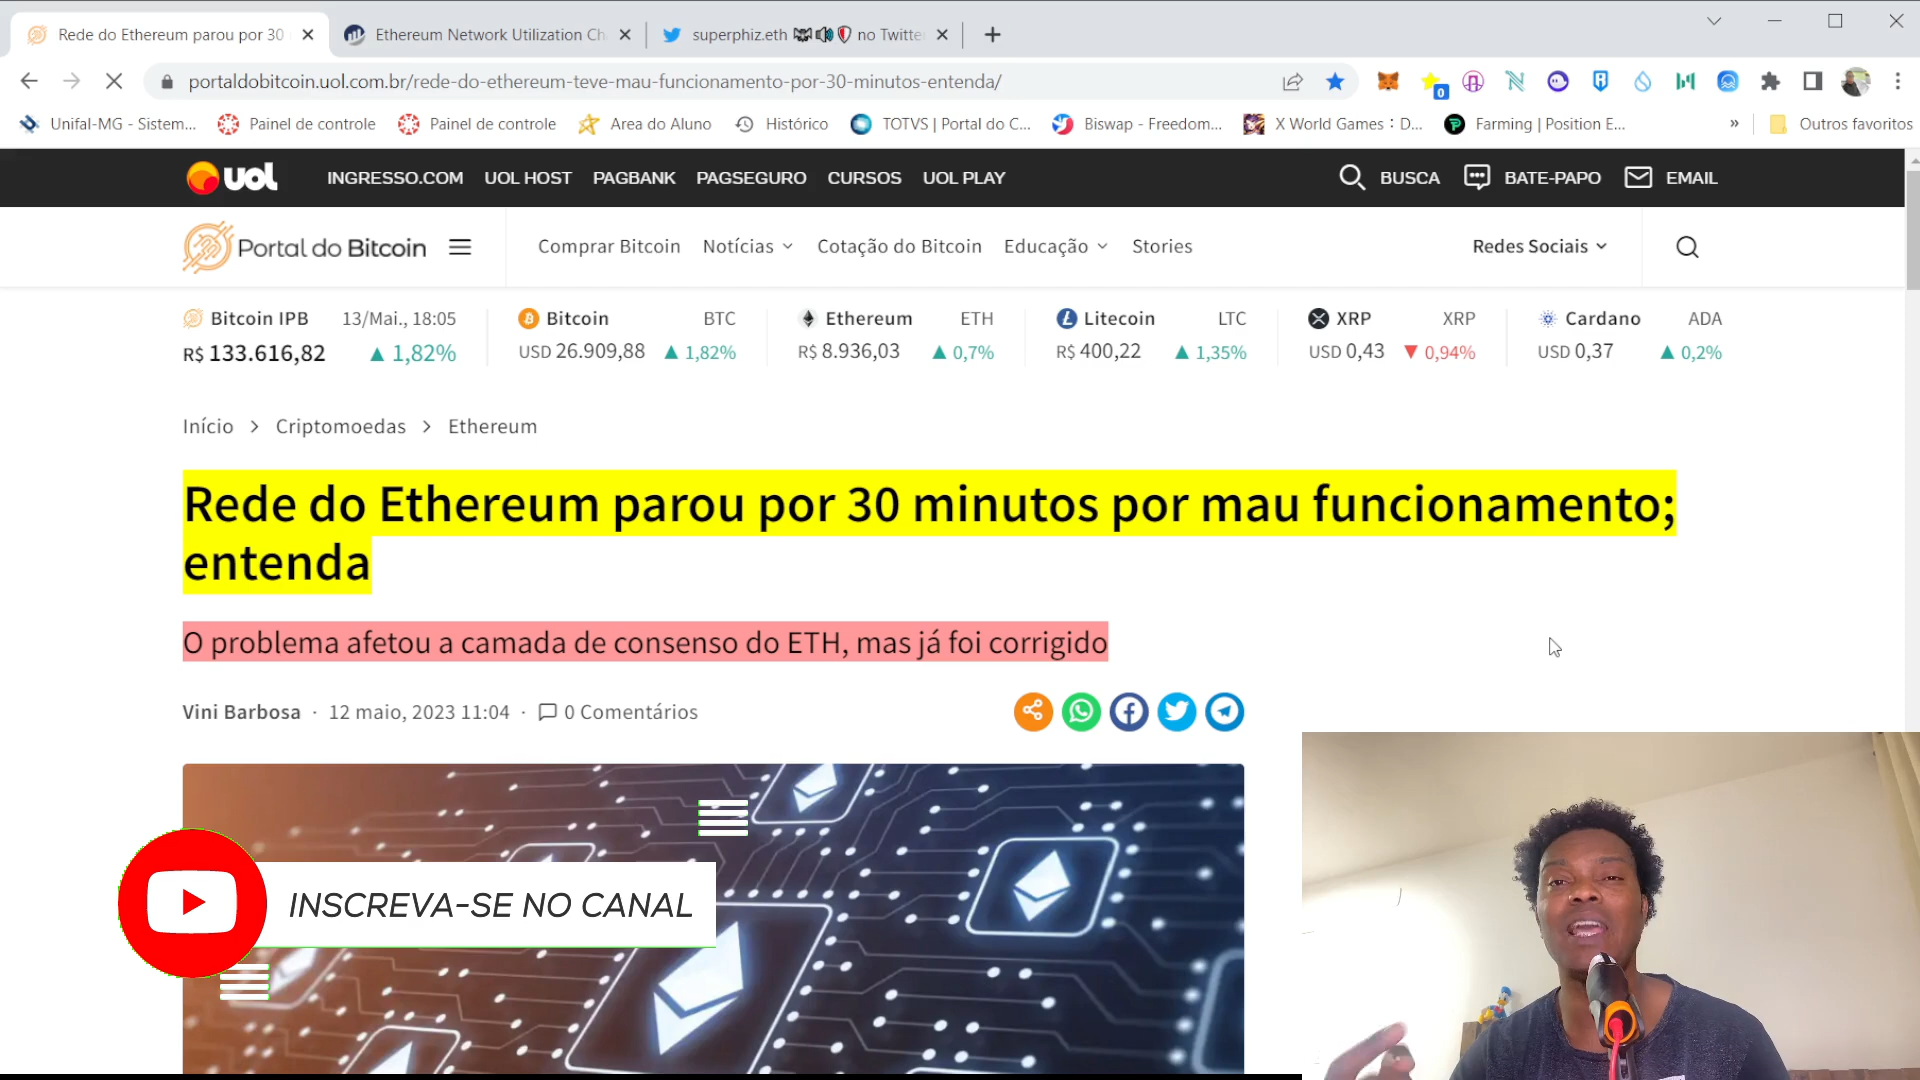 Rede do Ethereum parou por 30
Ethereum Network Utilization Ch
superphiz.eth no Twitte
portaldobitcoin.uol.com.br/rede-do-ethereum-teve-mau-funcionamento-por-30-minutos-entenda/
0
Unifal-MG - Sistem...
Painel de controle
Painel de controle
Area do Aluno
Histórico
TOTVS | Portal do C...
Biswap - Freedom...
X World Games : D...
Farming | Position E...
»
Outros favoritos
UOL
INGRESSO.COM
UOL HOST
PAGBANK
PAGSEGURO
CURSOS
UOL PLAY
BUSCA
BATE-PAPO
EMAIL
Portal do Bitcoin
Comprar Bitcoin
Notícias
Cotação do Bitcoin
Educação
Stories
Redes Sociais
Bitcoin IPB 13/Mai., 18:05
R$ 133.616,82 ▲ 1,82%
Bitcoin BTC
USD 26.909,88 ▲ 1,82%
Ethereum ETH
R$ 8.936,03 ▲ 0,7%
Litecoin LTC
R$ 400,22 ▲ 1,35%
XRP XRP
USD 0,43 ▼ 0,94%
Cardano ADA
USD 0,37 ▲ 0,2%
Início > Criptomoedas > Ethereum
Rede do Ethereum parou por 30 minutos por mau funcionamento;
entenda
O problema afetou a camada de consenso do ETH, mas já foi corrigido
Vini Barbosa · 12 maio, 2023 11:04 · 0 Comentários
INSCREVA-SE NO CANAL